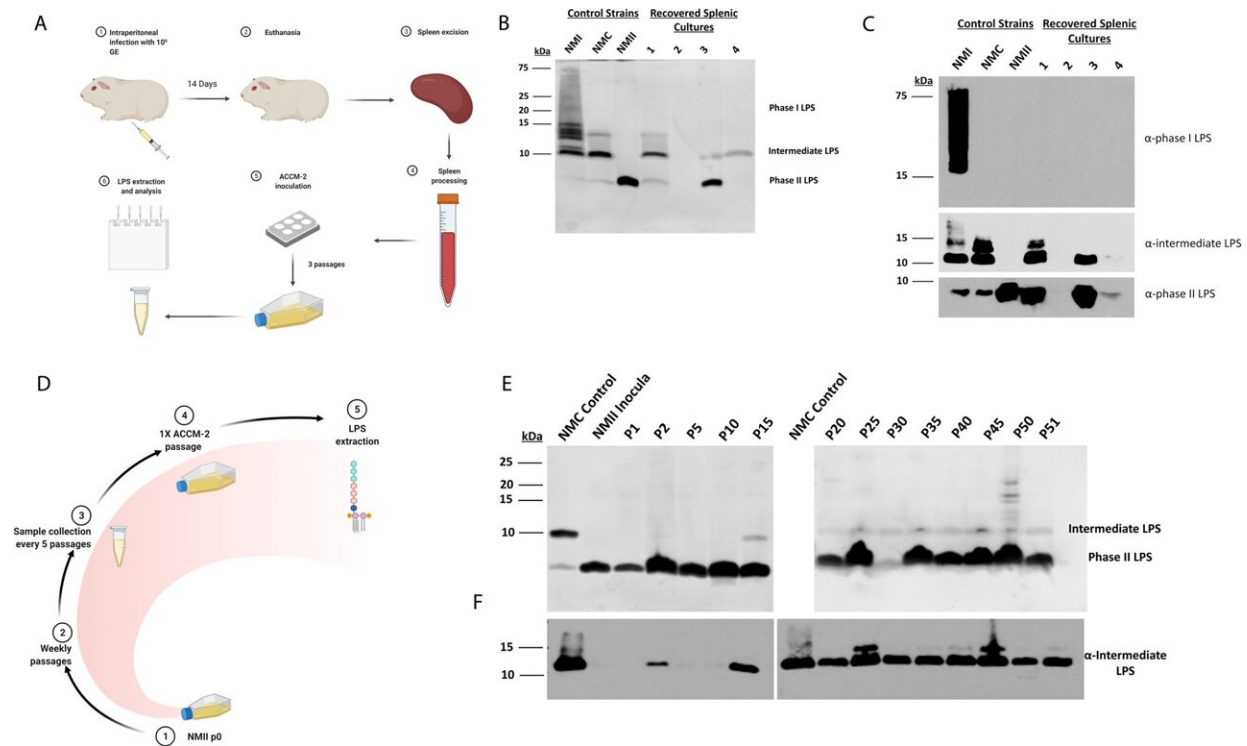 A
① Intraperitoneal
infection with 10⁶
GE
14 Days
② Euthanasia
③ Spleen excision
④ Spleen
processing
⑤ ACCM-2
inoculation
3 passages
⑥ LPS extraction
and analysis
B
Control Strains
Recovered Splenic
Cultures
NMI
NMC
NMII
1
2
3
4
kDa
75
25
20
15
10
Phase I LPS
Intermediate LPS
Phase II LPS
C
Control Strains
Recovered Splenic
Cultures
NMI
NMC
NMII
1
2
3
4
kDa
75
15
15
10
10
α-phase I LPS
α-intermediate LPS
α-phase II LPS
D
① NMII p0
② Weekly
passages
③ Sample collection
every 5 passages
④ 1X ACCM-2
passage
⑤ LPS
extraction
E
NMC Control
NMII Inocula
P1
P2
P5
P10
P15
NMC Control
P20
P25
P30
P35
P40
P45
P50
P51
kDa
25
20
15
10
Intermediate LPS
Phase II LPS
F
15
10
α-Intermediate
LPS